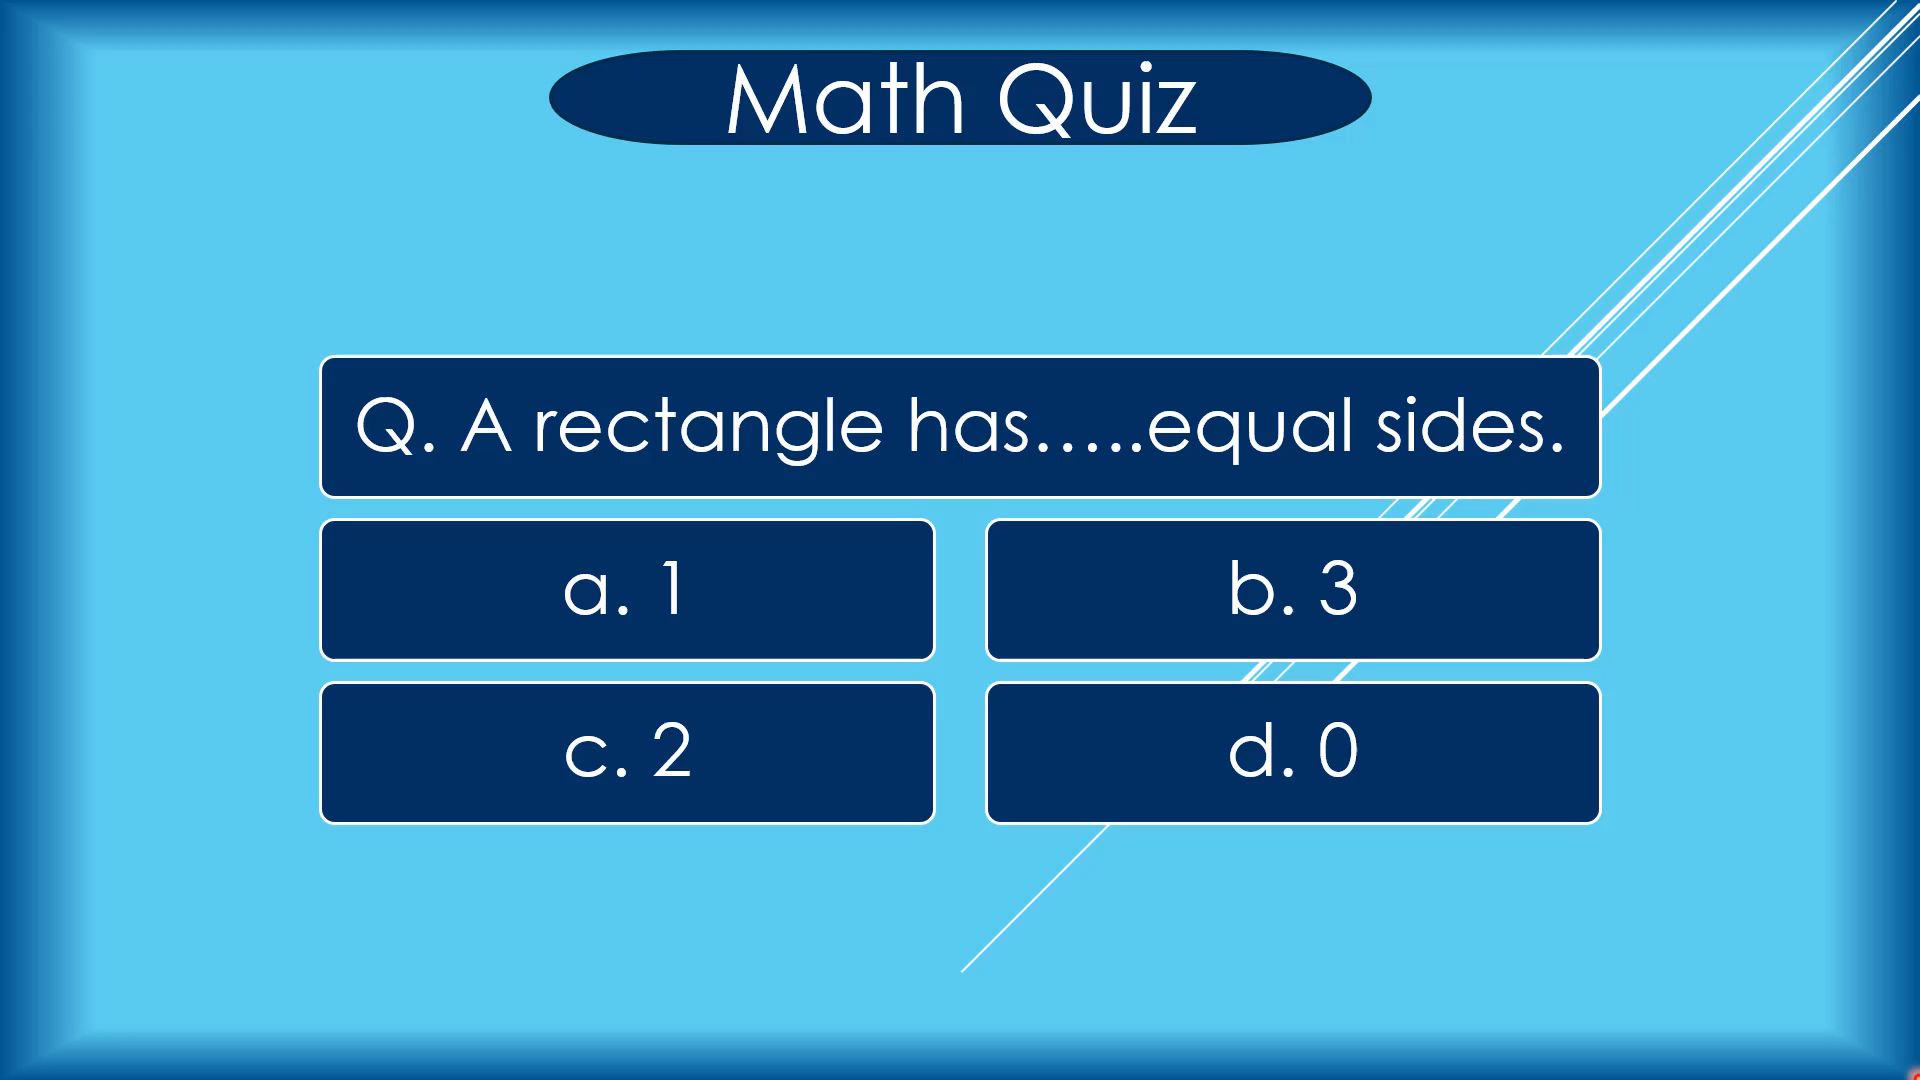 Math Quiz
Q. A rectangle has.....equal sides.
a. 1
b. 3
c. 2
d. 0